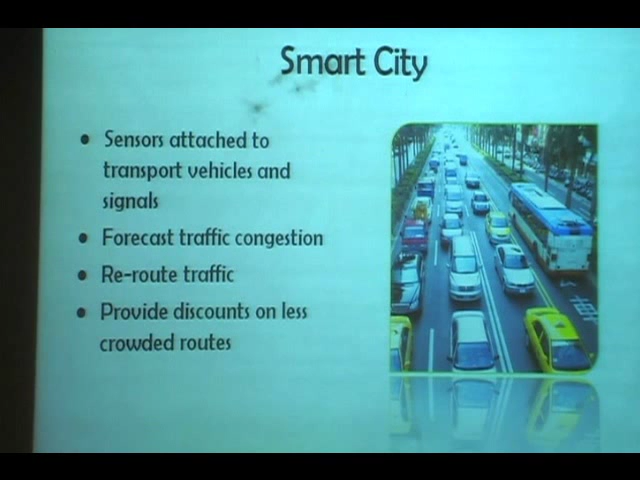 Smart City
• Sensors attached to
transport vehicles and
signals
• Forecast traffic congestion
• Re-route traffic
• Provide discounts on less
crowded routes